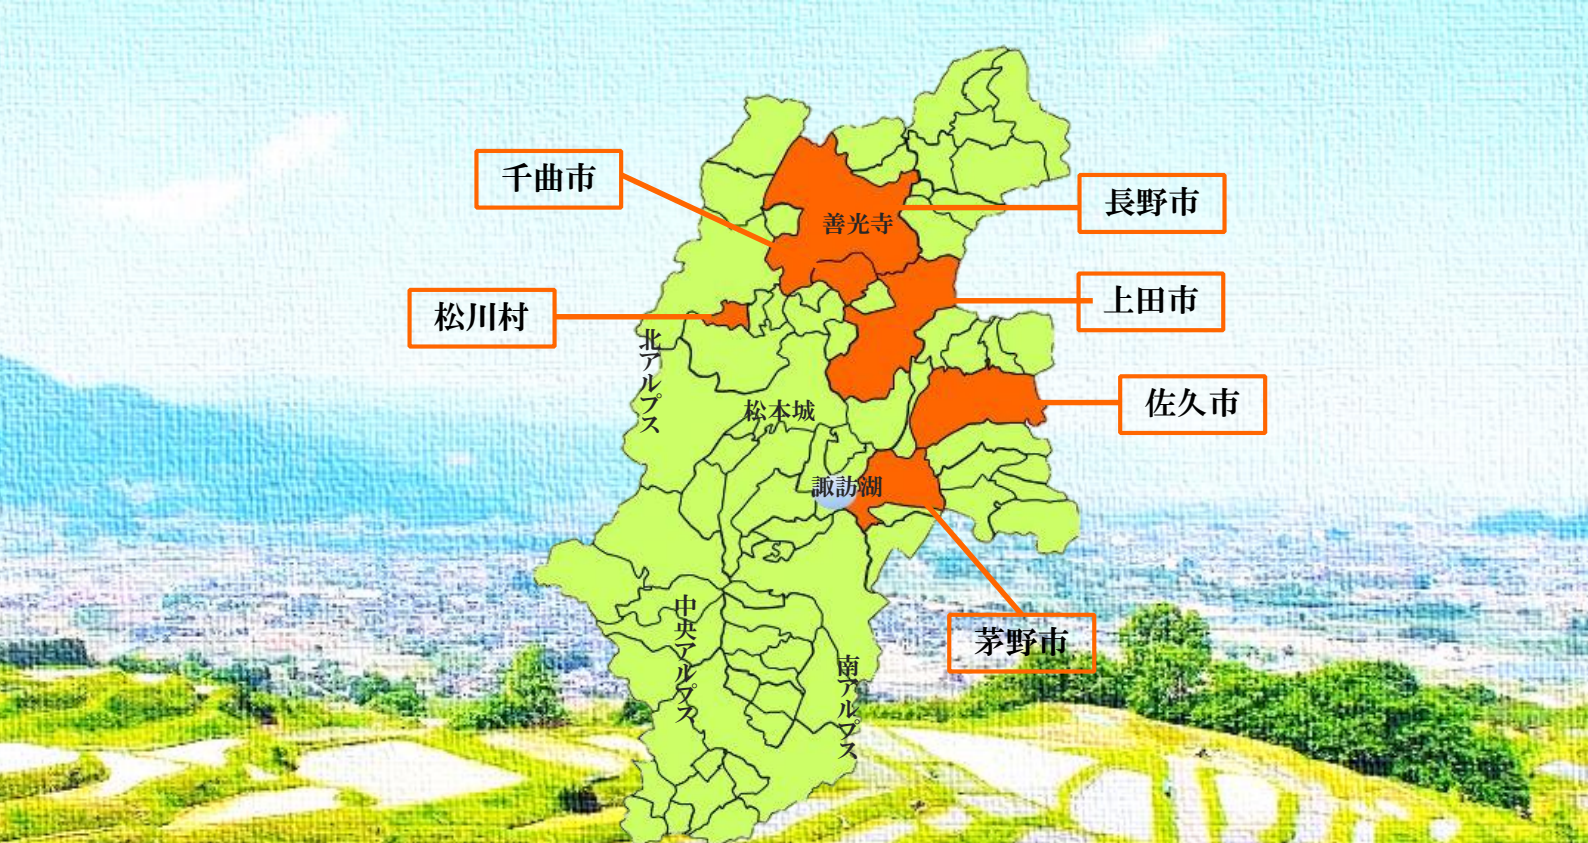 千曲市
長野市
善光寺
上田市
松川村
北アルプス
佐久市
松本城
諏訪湖
茅野市
中央アルプス
南アルプス